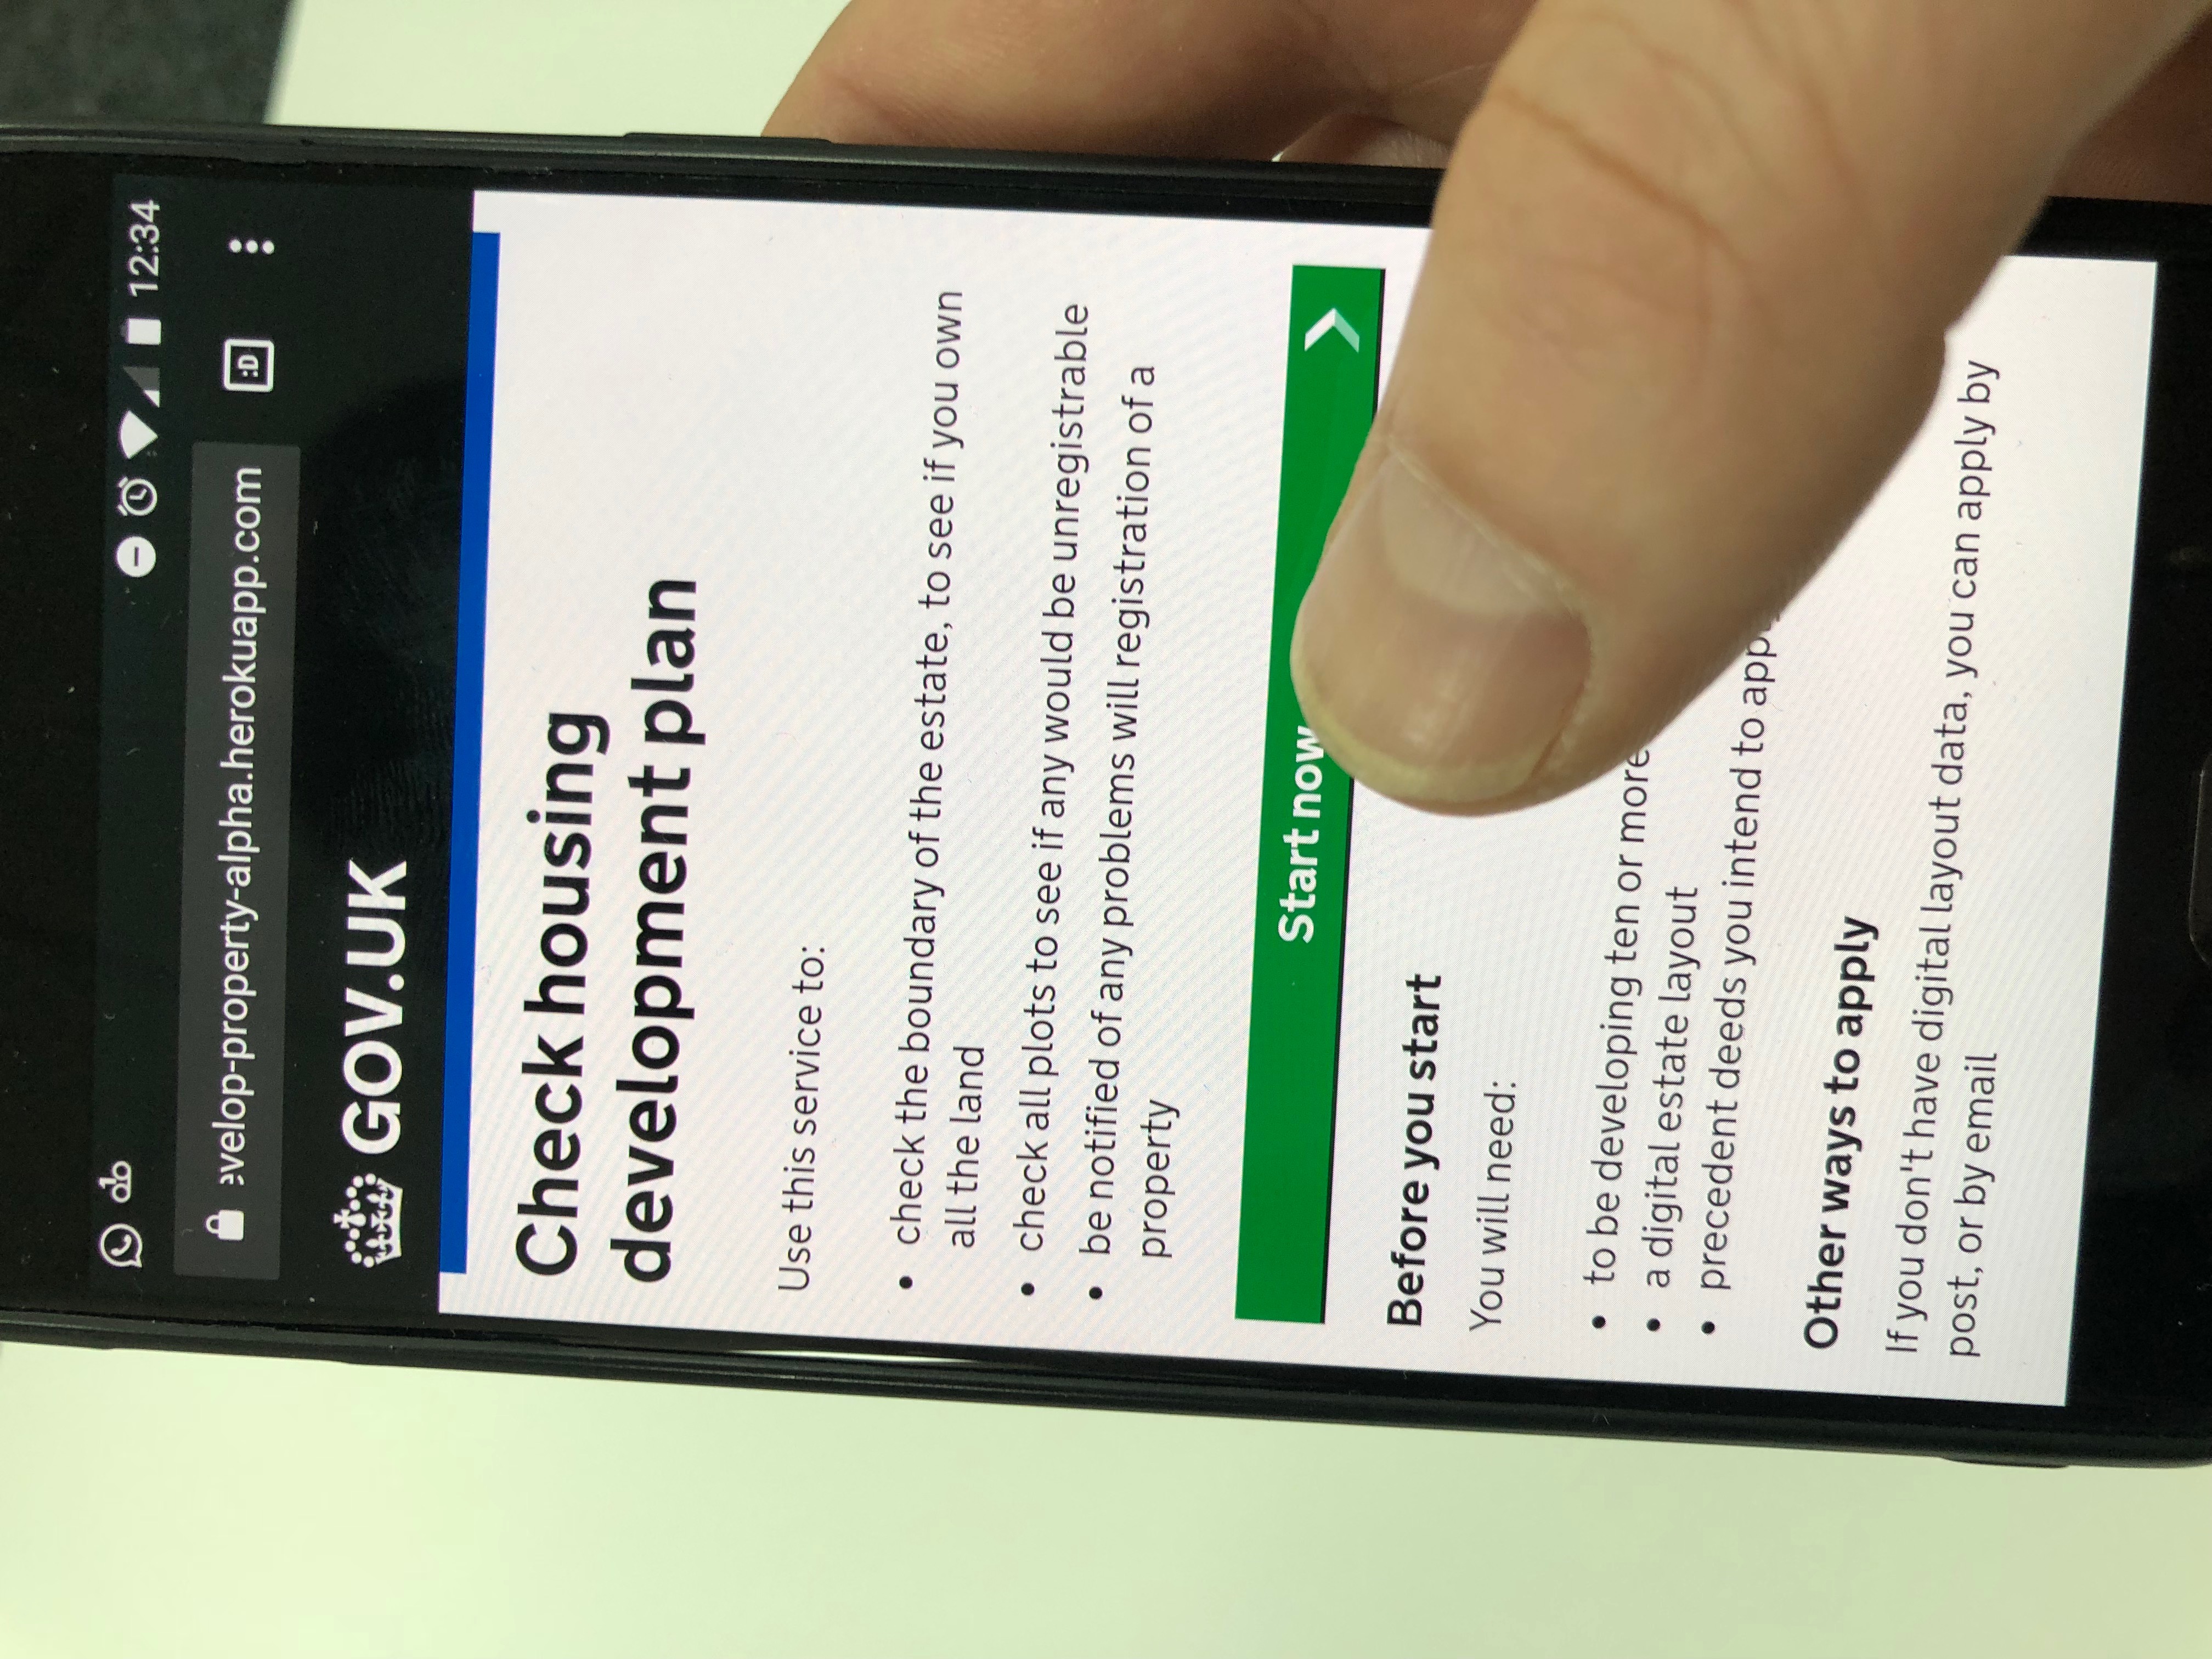 12:34
evelop-property-alpha.herokuapp.com
:D
GOV.UK
Check housing
development plan
Use this service to:
• check the boundary of the estate, to see if you own
all the land
• check all plots to see if any would be unregistrable
• be notified of any problems will registration of a
property
Start now
Before you start
You will need:
• to be developing ten or more
• a digital estate layout
• precedent deeds you intend to
Other ways to apply
If you don't have digital layout data, you can apply by
post, or by email